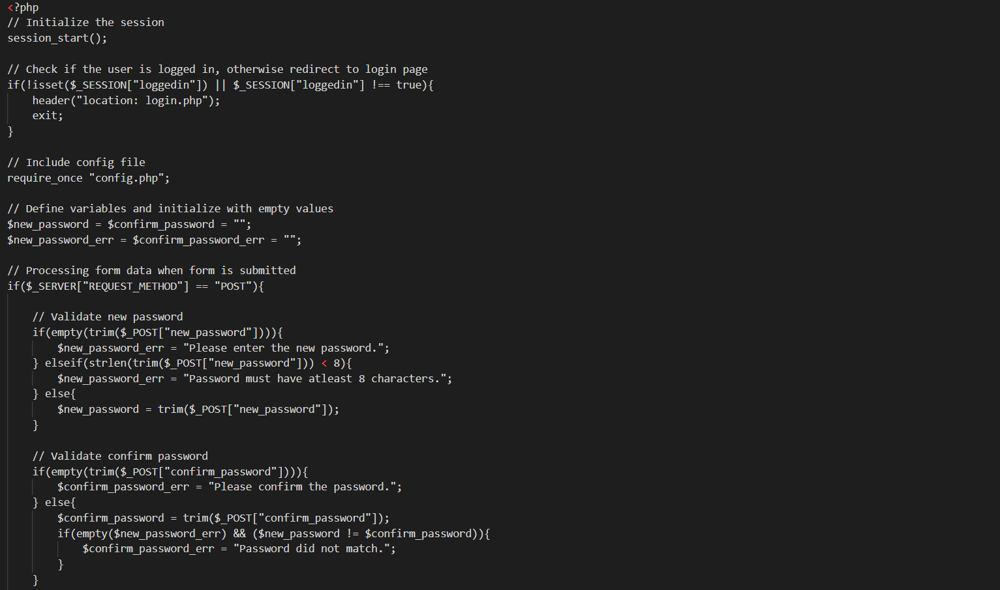 <?php
// Initialize the session
session_start();

// Check if the user is logged in, otherwise redirect to login page
if(!isset($_SESSION["loggedin"]) || $_SESSION["loggedin"] !== true){
    header("location: login.php");
    exit;
}

// Include config file
require_once "config.php";

// Define variables and initialize with empty values
$new_password = $confirm_password = "";
$new_password_err = $confirm_password_err = "";

// Processing form data when form is submitted
if($_SERVER["REQUEST_METHOD"] == "POST"){

    // Validate new password
    if(empty(trim($_POST["new_password"]))){
        $new_password_err = "Please enter the new password.";
    } elseif(strlen(trim($_POST["new_password"])) < 8){
        $new_password_err = "Password must have atleast 8 characters.";
    } else{
        $new_password = trim($_POST["new_password"]);
    }

    // Validate confirm password
    if(empty(trim($_POST["confirm_password"]))){
        $confirm_password_err = "Please confirm the password.";
    } else{
        $confirm_password = trim($_POST["confirm_password"]);
        if(empty($new_password_err) && ($new_password != $confirm_password)){
            $confirm_password_err = "Password did not match.";
        }
    }